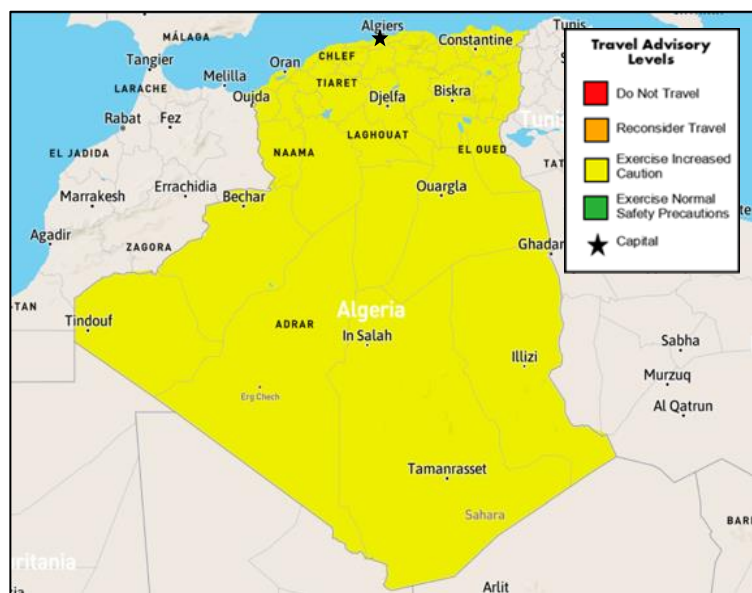 MÁLAGA
Algiers
Tunis
Tangier
Constantine
Oran
CHLEF
LARACHE
Melilla
TIARET
Oujda
Djelfa
Biskra
Rabat
Fez
LAGHOUAT
EL JADIDA
NAAMA
EL OUED
TAT
Errachidia
Marrakesh
Bechar
Ouargla
Agadir
ZAGORA
Ghadam
-TAN
Tindouf
ADRAR
Algeria
In Salah
Sabha
Illizi
Murzuq
Erg Chech
Al Qatrun
Tamanrasset
Sahara
BAR
uritania
Arlit
Travel Advisory
Levels
Do Not Travel
Reconsider Travel
Exercise Increased
Caution
Exercise Normal
Safety Precautions
Capital